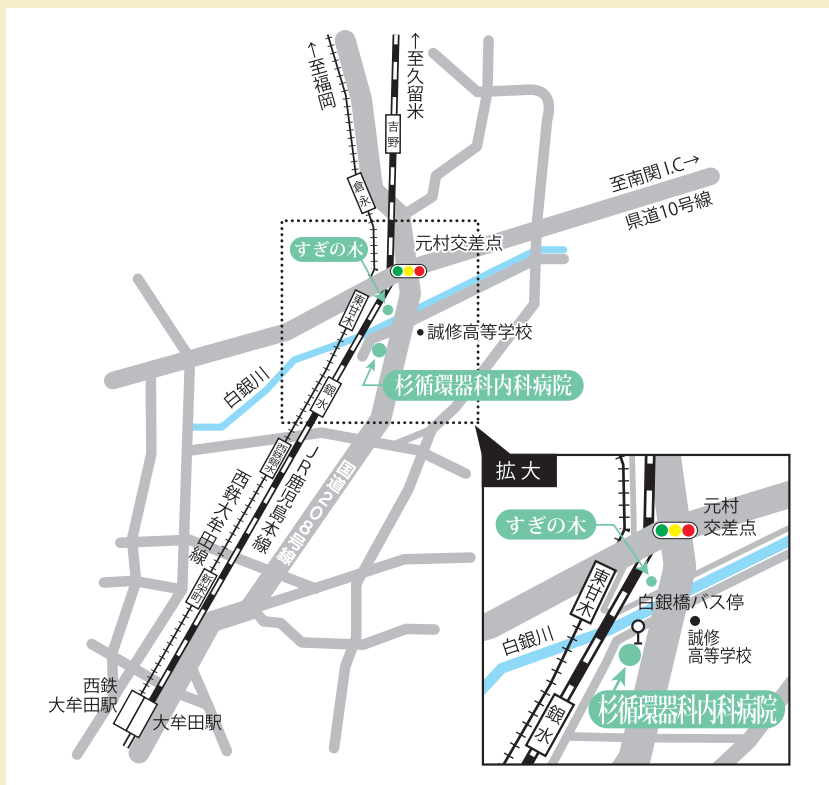 ←至福岡
←至久留米
吉野
倉永
至南関 I.C→
県道10号線
元村交差点
すぎの木
東甘木
誠修高等学校
白銀川
杉循環器科内科病院
銀水
西鉄銀水
JR鹿児島本線
西鉄大牟田線
国道208号線
新栄町
西鉄
大牟田駅
大牟田駅
拡大
元村
交差点
すぎの木
東甘木
白銀橋バス停
白銀川
誠修
高等学校
杉循環器科内科病院
銀水